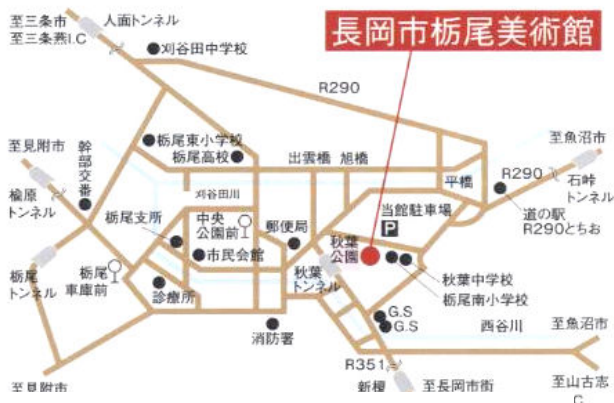 長岡市栃尾美術館
至三条市
至三条燕I.C
人面トンネル
刈谷田中学校
R290
至見附市
幹部交番
栃尾東小学校
栃尾高校
出雲橋
旭橋
至魚沼市
R290
平橋
石峠
トンネル
楡原
トンネル
刈谷田川
栃尾支所
中央
公園前
郵便局
当館駐車場
P
道の駅
R290とちお
市民会館
秋葉
公園
秋葉
トンネル
秋葉中学校
栃尾南小学校
栃尾
トンネル
栃尾
車庫前
診療所
G.S
G.S
西谷川
至魚沼市
消防署
R351
至見附市
新榎
至長岡市街
至山古志
C